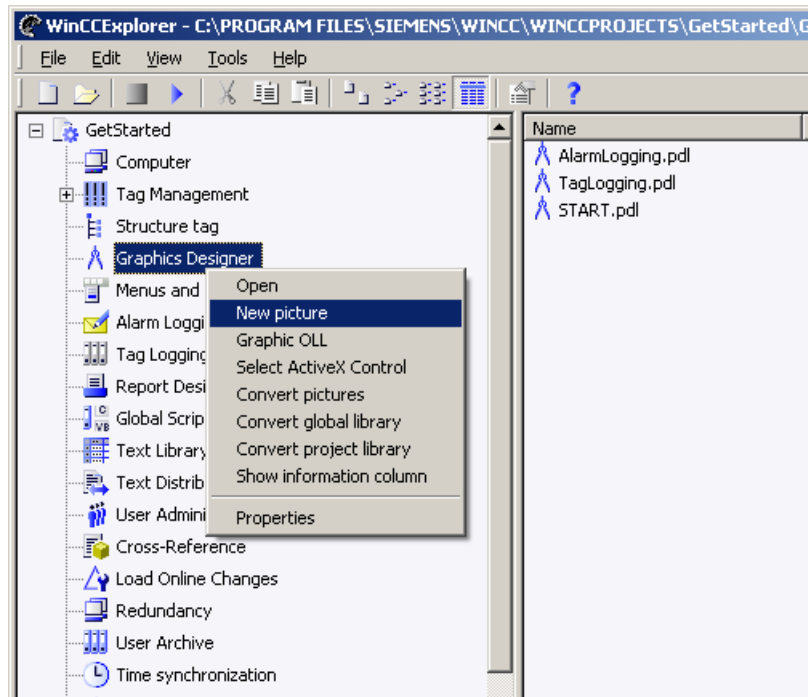 WinCCExplorer - C:\PROGRAM FILES\SIEMENS\WINCC\WINCCPROJECTS\GetStarted\G
File Edit View Tools Help
GetStarted
Computer
Tag Management
Structure tag
Graphics Designer
Menus and
Alarm Loggi
Tag Logging
Report Desi
Global Scrip
Text Library
Text Distrib
User Admini
Cross-Reference
Load Online Changes
Redundancy
User Archive
Time synchronization
Open
New picture
Graphic OLL
Select ActiveX Control
Convert pictures
Convert global library
Convert project library
Show information column
Properties
Name
AlarmLogging.pdl
TagLogging.pdl
START.pdl